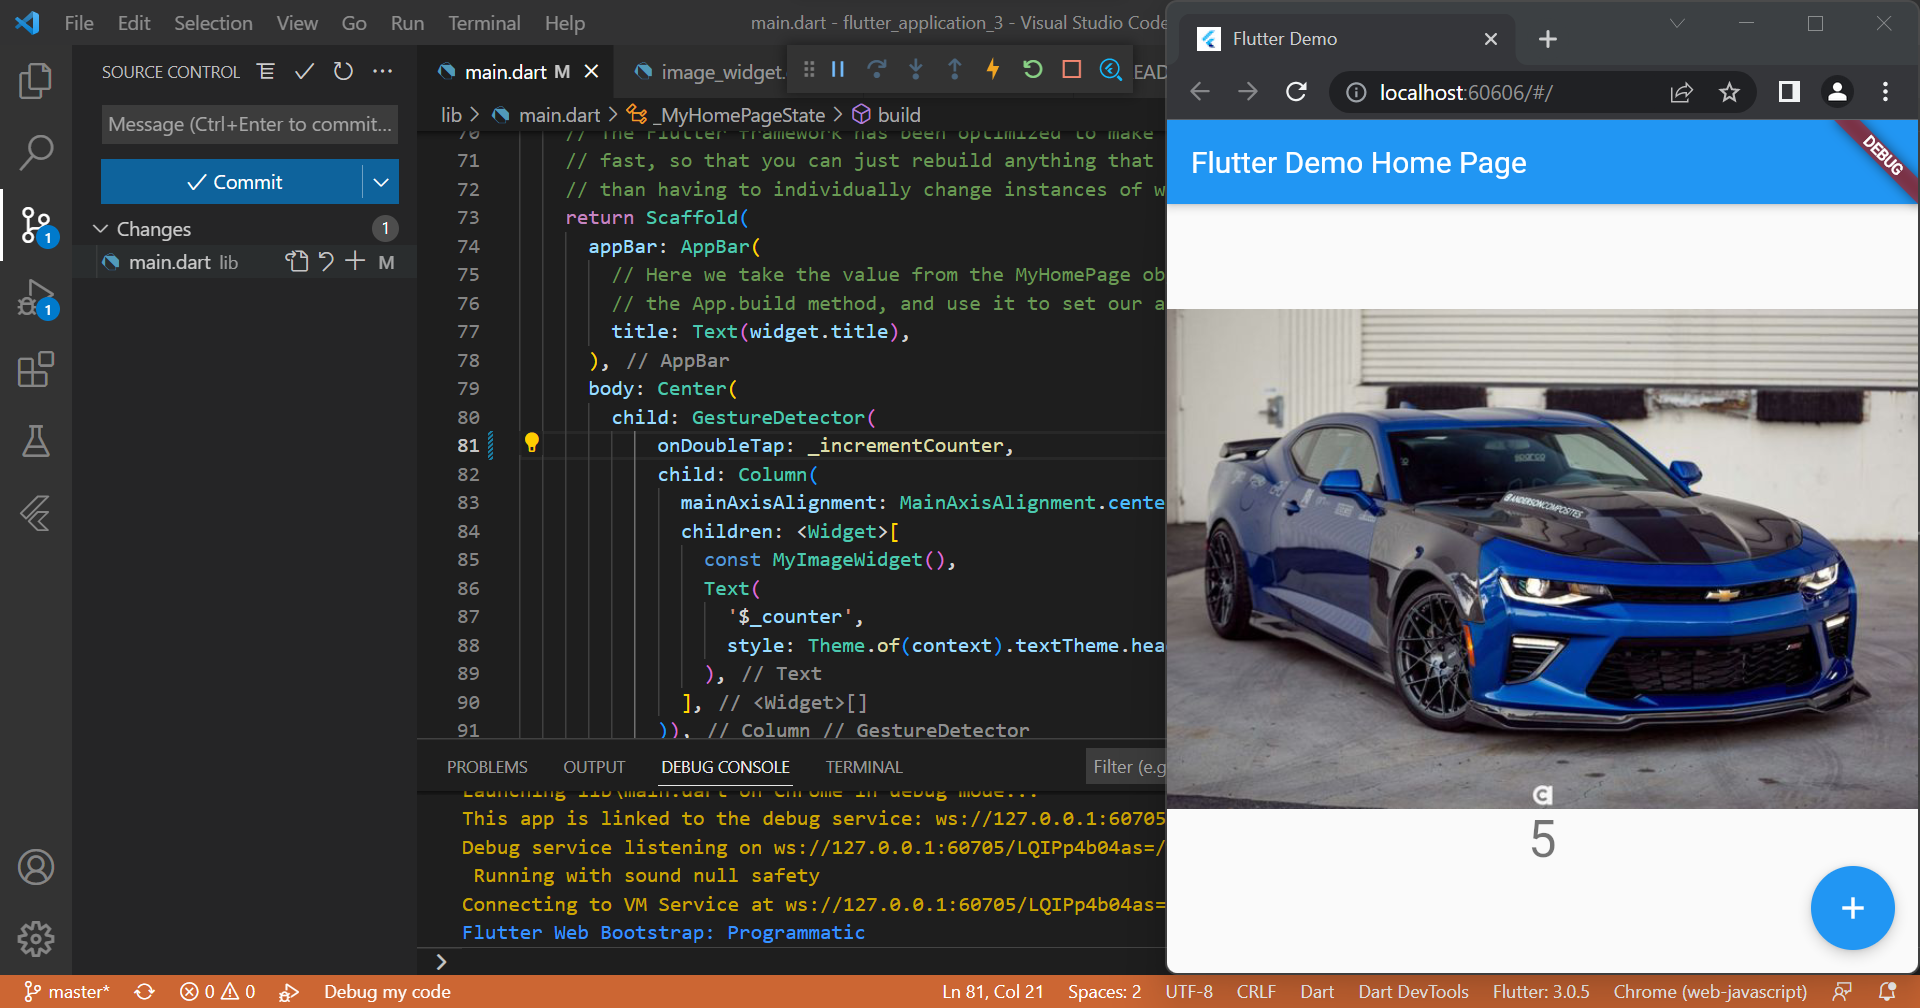 File Edit Selection View Go Run Terminal Help
main.dart - flutter_application_3 - Visual Studio Code
SOURCE CONTROL
Message (Ctrl+Enter to commit...
Commit
Changes 1
main.dart lib M
1
1
main.dart M
image_widget.
EAD
lib > main.dart > _MyHomePageState > build
70 // The Flutter framework has been optimized to make
71 // fast, so that you can just rebuild anything that
72 // than having to individually change instances of w
73 return Scaffold(
74 appBar: AppBar(
75 // Here we take the value from the MyHomePage ob
76 // the App.build method, and use it to set our a
77 title: Text(widget.title),
78 ), // AppBar
79 body: Center(
80 child: GestureDetector(
81 onDoubleTap: _incrementCounter,
82 child: Column(
83 mainAxisAlignment: MainAxisAlignment.cente
84 children: <Widget>[
85 const MyImageWidget(),
86 Text(
87 '$_counter',
88 style: Theme.of(context).textTheme.hea
89 ), // Text
90 ], // <Widget>[]
91 )), // Column // GestureDetector
PROBLEMS OUTPUT DEBUG CONSOLE TERMINAL
Filter (e.g
Launching lib\main.dart on Chrome in debug mode...
This app is linked to the debug service: ws://127.0.0.1:60705
Debug service listening on ws://127.0.0.1:60705/LQIPp4b04as=/
Running with sound null safety
Connecting to VM Service at ws://127.0.0.1:60705/LQIPp4b04as=
Flutter Web Bootstrap: Programmatic
>
master* 0 0 Debug my code Ln 81, Col 21 Spaces: 2 UTF-8 CRLF Dart Dart DevTools Flutter: 3.0.5 Chrome (web-javascript)
Flutter Demo
localhost:60606/#/
Flutter Demo Home Page
DEBUG
sparco
@ANDERSONCOMPOSITES
5
+